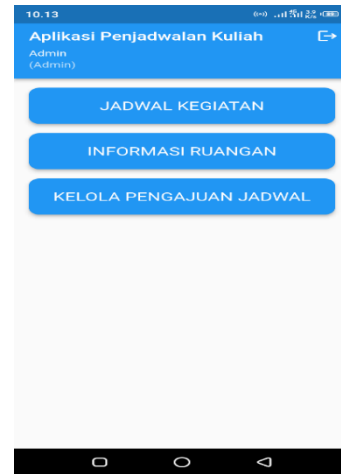 10.13
Aplikasi Penjadwalan Kuliah
Admin
(Admin)
JADWAL KEGIATAN
INFORMASI RUANGAN
KELOLA PENGAJUAN JADWAL